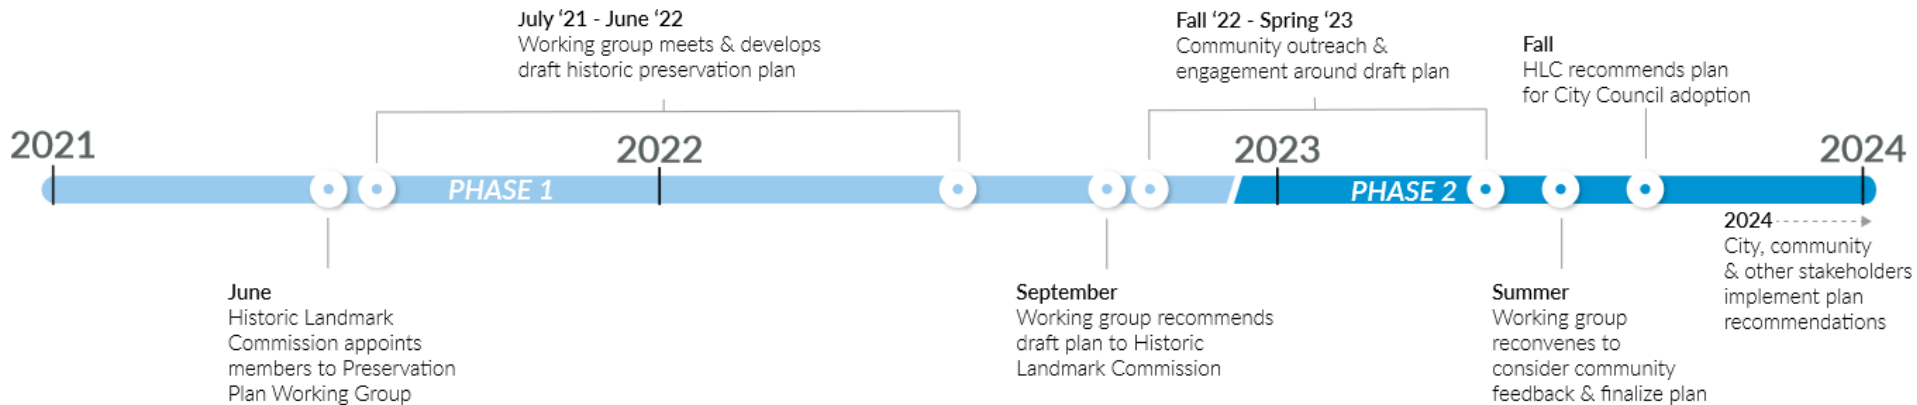 July ‘21 - June ‘22
Working group meets & develops
draft historic preservation plan
Fall ‘22 - Spring ‘23
Community outreach &
engagement around draft plan
Fall
HLC recommends plan
for City Council adoption
2021
2022
2023
2024
PHASE 1
PHASE 2
June
Historic Landmark
Commission appoints
members to Preservation
Plan Working Group
September
Working group recommends
draft plan to Historic
Landmark Commission
Summer
Working group
reconvenes to
consider community
feedback & finalize plan
2024
City, community
& other stakeholders
implement plan
recommendations